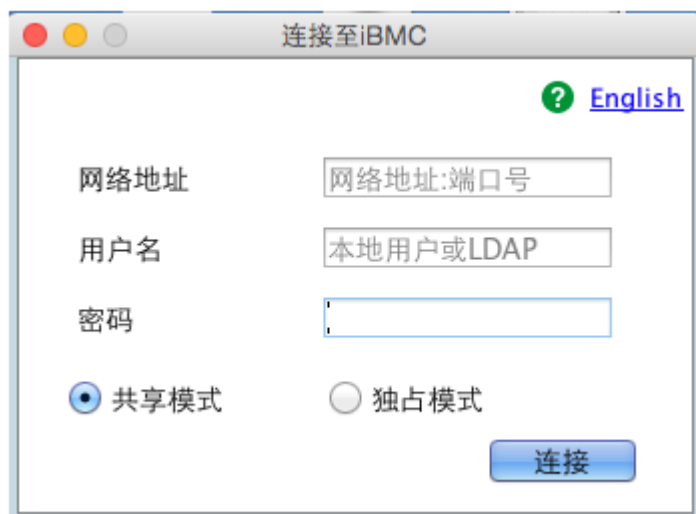 连接至iBMC
? English
网络地址 网络地址:端口号
用户名 本地用户或LDAP
密码
共享模式 独占模式
连接